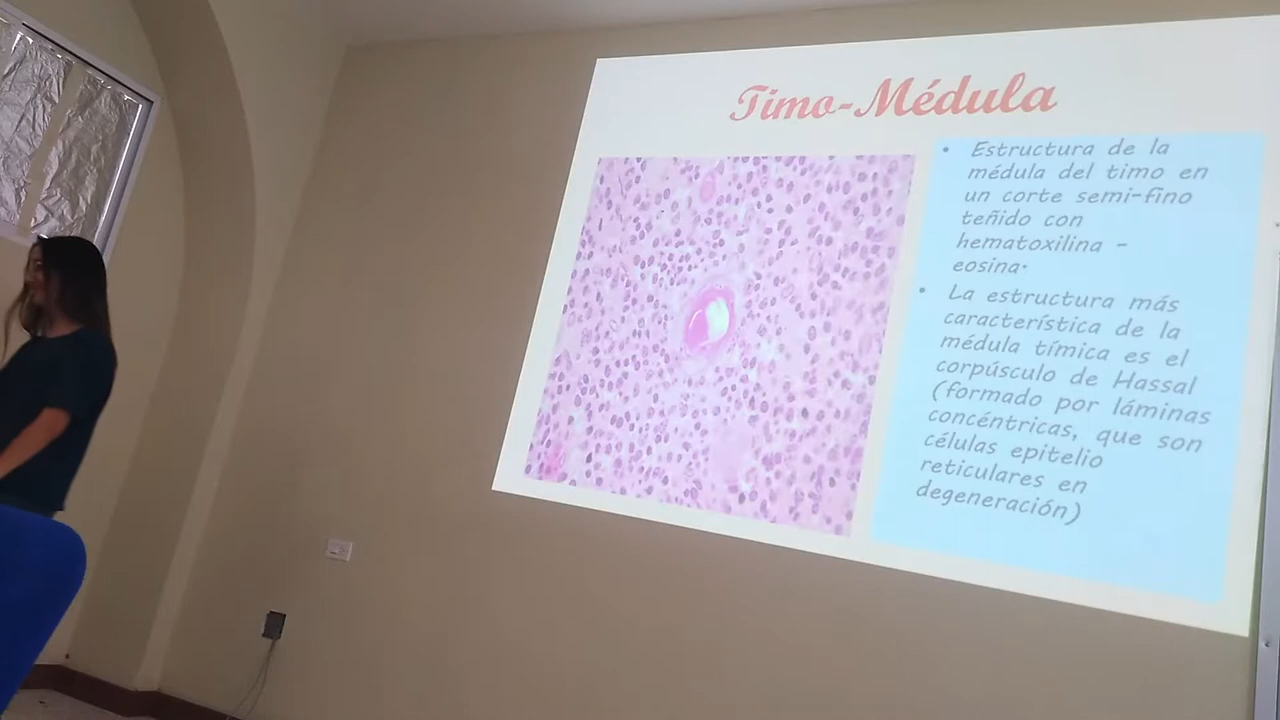 Timo-Médula
• Estructura de la
médula del timo en
un corte semi-fino
teñido con
hematoxilina -
eosina.
• La estructura más
característica de la
médula tímica es el
corpúsculo de Hassal
(formado por láminas
concéntricas, que son
células epitelio
reticulares en
degeneración)